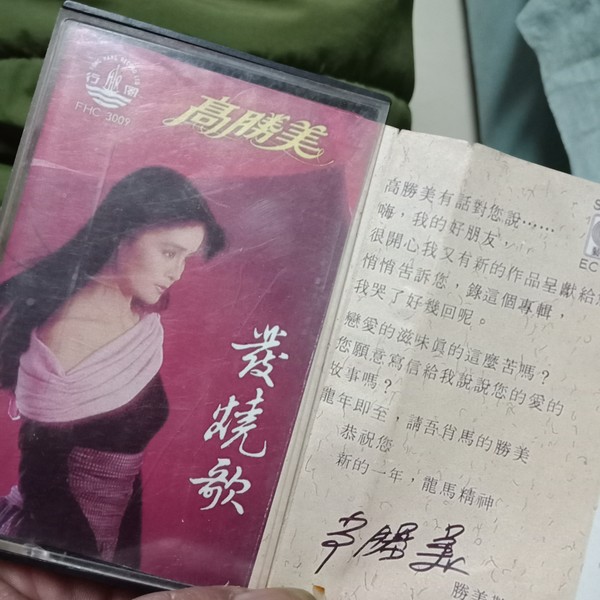 FHC 3009
高勝美
發燒歌
高勝美有話對您說……
嗨，我的好朋友，
很開心我又有新的作品呈獻給
悄悄告訴您，錄這個專輯，
我哭了好幾回呢。
戀愛的滋味眞的這麼苦嗎？
您願意寫信給我說說您的愛的
故事嗎？
龍年即至，請吾肖馬的勝美
恭祝您
新的一年，龍馬精神
高勝美
勝美
EC